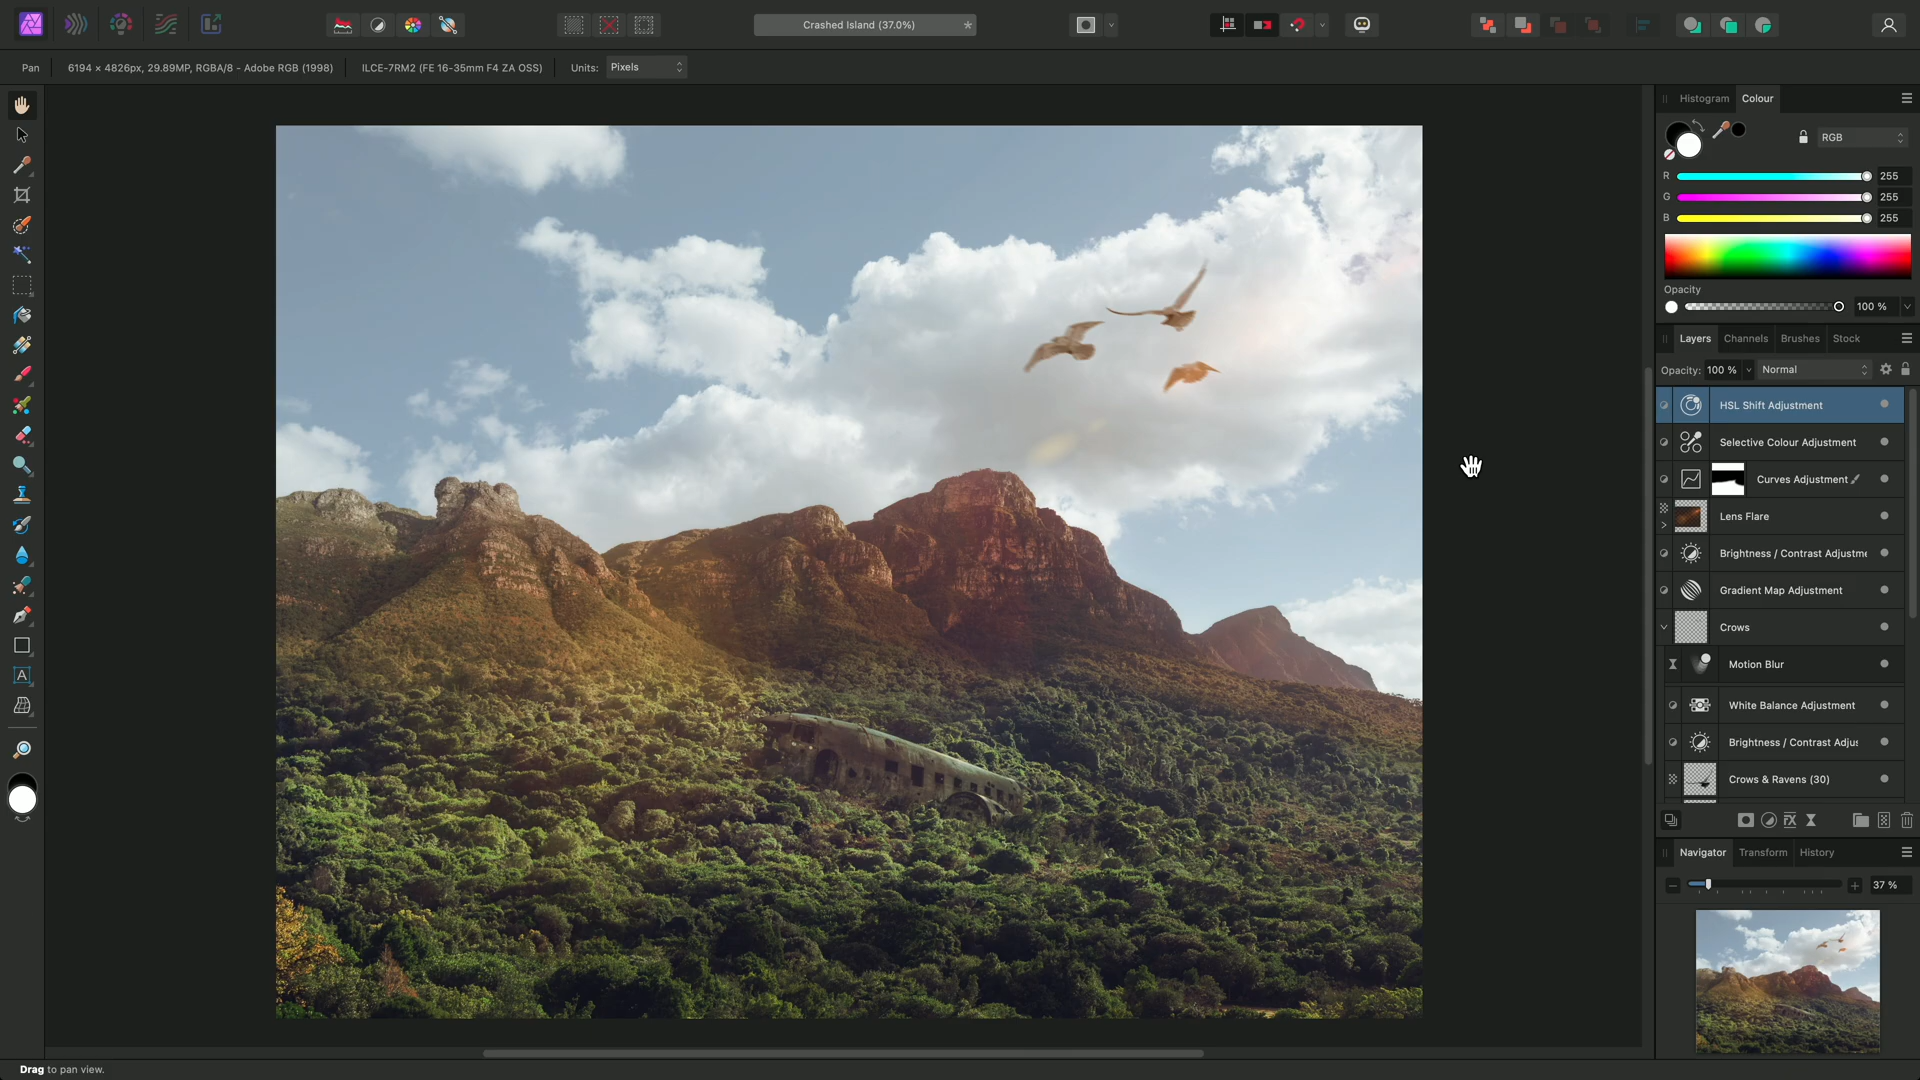 Crashed Island (37.0%)
*
Pan
6194 × 4826px, 29.89MP, RGBA/8 - Adobe RGB (1998)
ILCE-7RM2 (FE 16-35mm F4 ZA OSS)
Units: Pixels
Histogram Colour
RGB
R 255
G 255
B 255
Opacity
100 %
Layers Channels Brushes Stock
Opacity: 100 % Normal
HSL Shift Adjustment
Selective Colour Adjustment
Curves Adjustment
Lens Flare
Brightness / Contrast Adjustme
Gradient Map Adjustment
Crows
Motion Blur
White Balance Adjustment
Brightness / Contrast Adjus
Crows & Ravens (30)
Navigator Transform History
37 %
Drag to pan view.